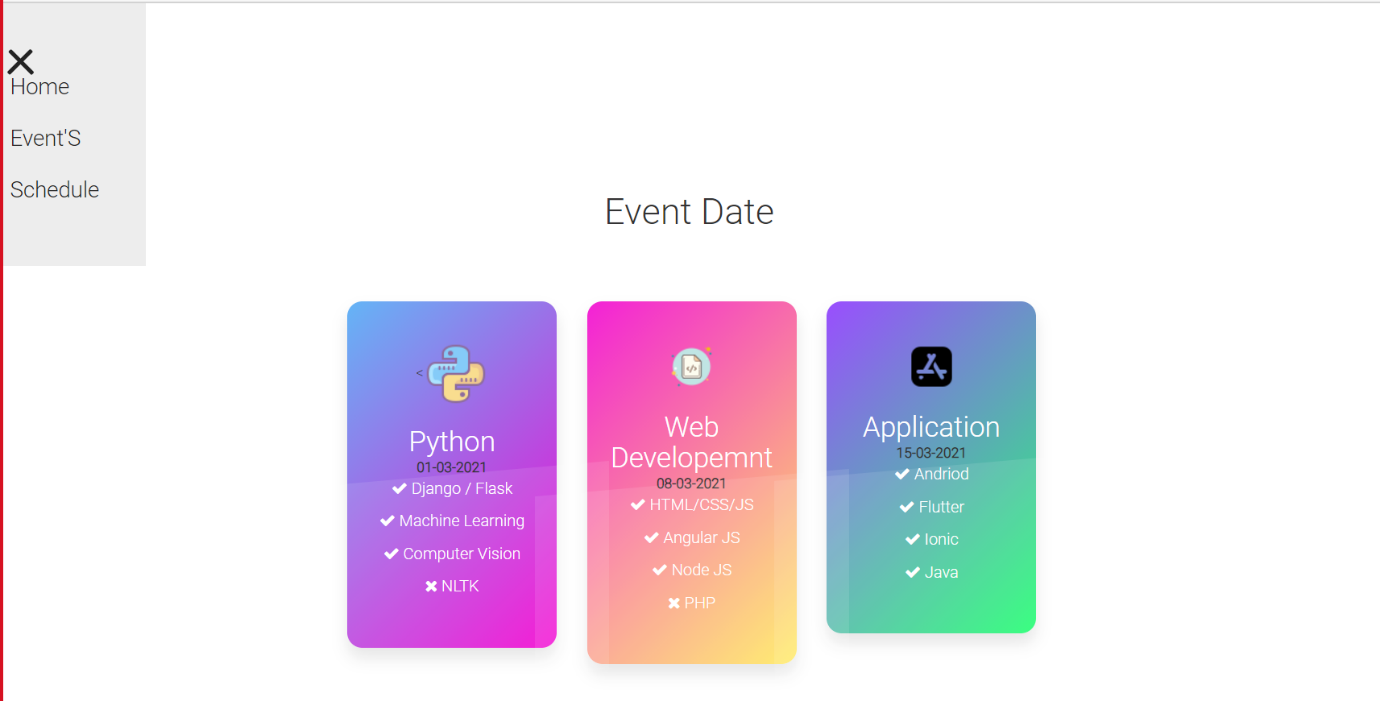 Home
Event'S
Schedule
Event Date
<
Python
01-03-2021
Django / Flask
Machine Learning
Computer Vision
NLTK
Web
Developemnt
08-03-2021
HTML/CSS/JS
Angular JS
Node JS
PHP
Application
15-03-2021
Andriod
Flutter
Ionic
Java